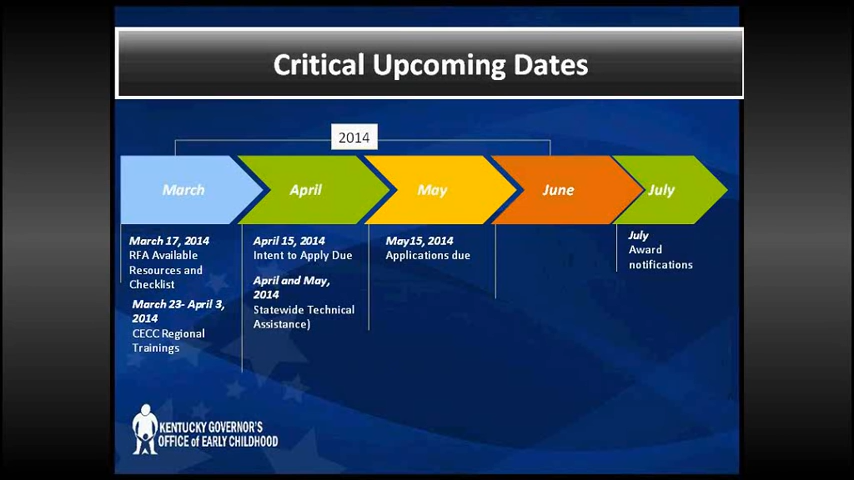 Critical Upcoming Dates
2014
March
April
May
June
July
March 17, 2014
RFA Available
Resources and
Checklist
March 23- April 3,
2014
CECC Regional
Trainings
April 15, 2014
Intent to Apply Due
April and May,
2014
Statewide Technical
Assistance)
May15, 2014
Applications due
July
Award
notifications
KENTUCKY GOVERNOR'S
OFFICE of EARLY CHILDHOOD